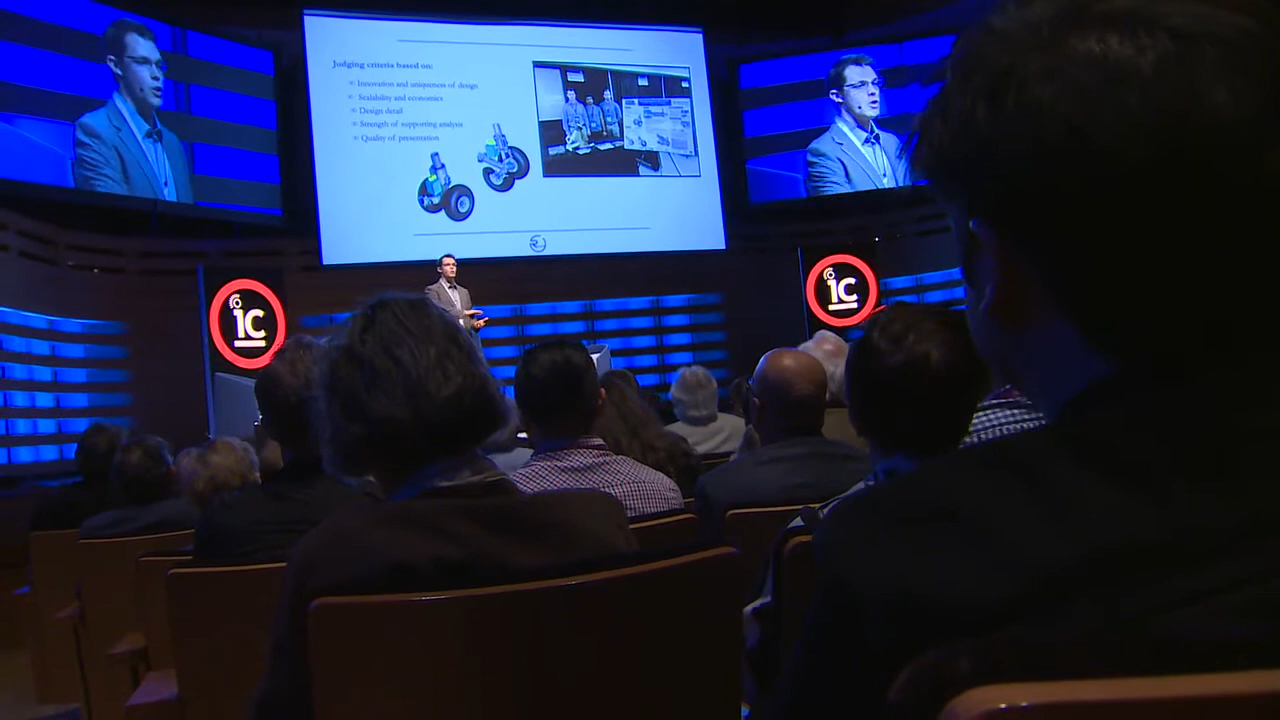 Judging criteria based on:
Innovation and uniqueness of design
Scalability and economics
Design detail
Strength of supporting analysis
Quality of presentation
ic
ic